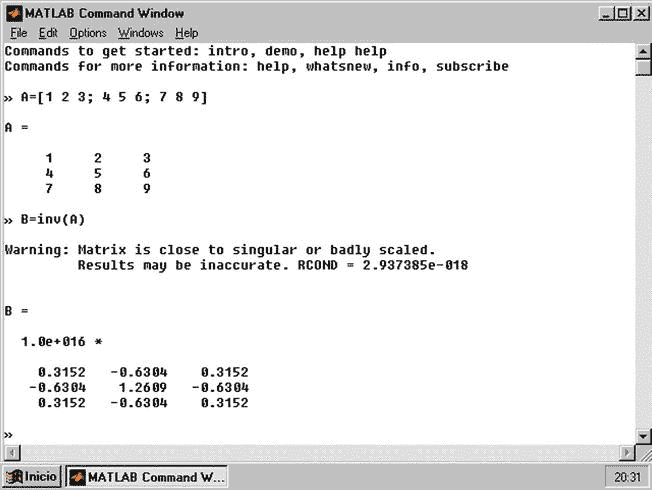 MATLAB Command Window
File Edit Options Windows Help
Commands to get started: intro, demo, help help
Commands for more information: help, whatsnew, info, subscribe
» A=[1 2 3; 4 5 6; 7 8 9]
A =
1 2 3
4 5 6
7 8 9
» B=inv(A)
Warning: Matrix is close to singular or badly scaled.
Results may be inaccurate. RCOND = 2.937385e-018
B =
1.0e+016 *
0.3152 -0.6304 0.3152
-0.6304 1.2609 -0.6304
0.3152 -0.6304 0.3152
»
Inicio MATLAB Command W... 20:31